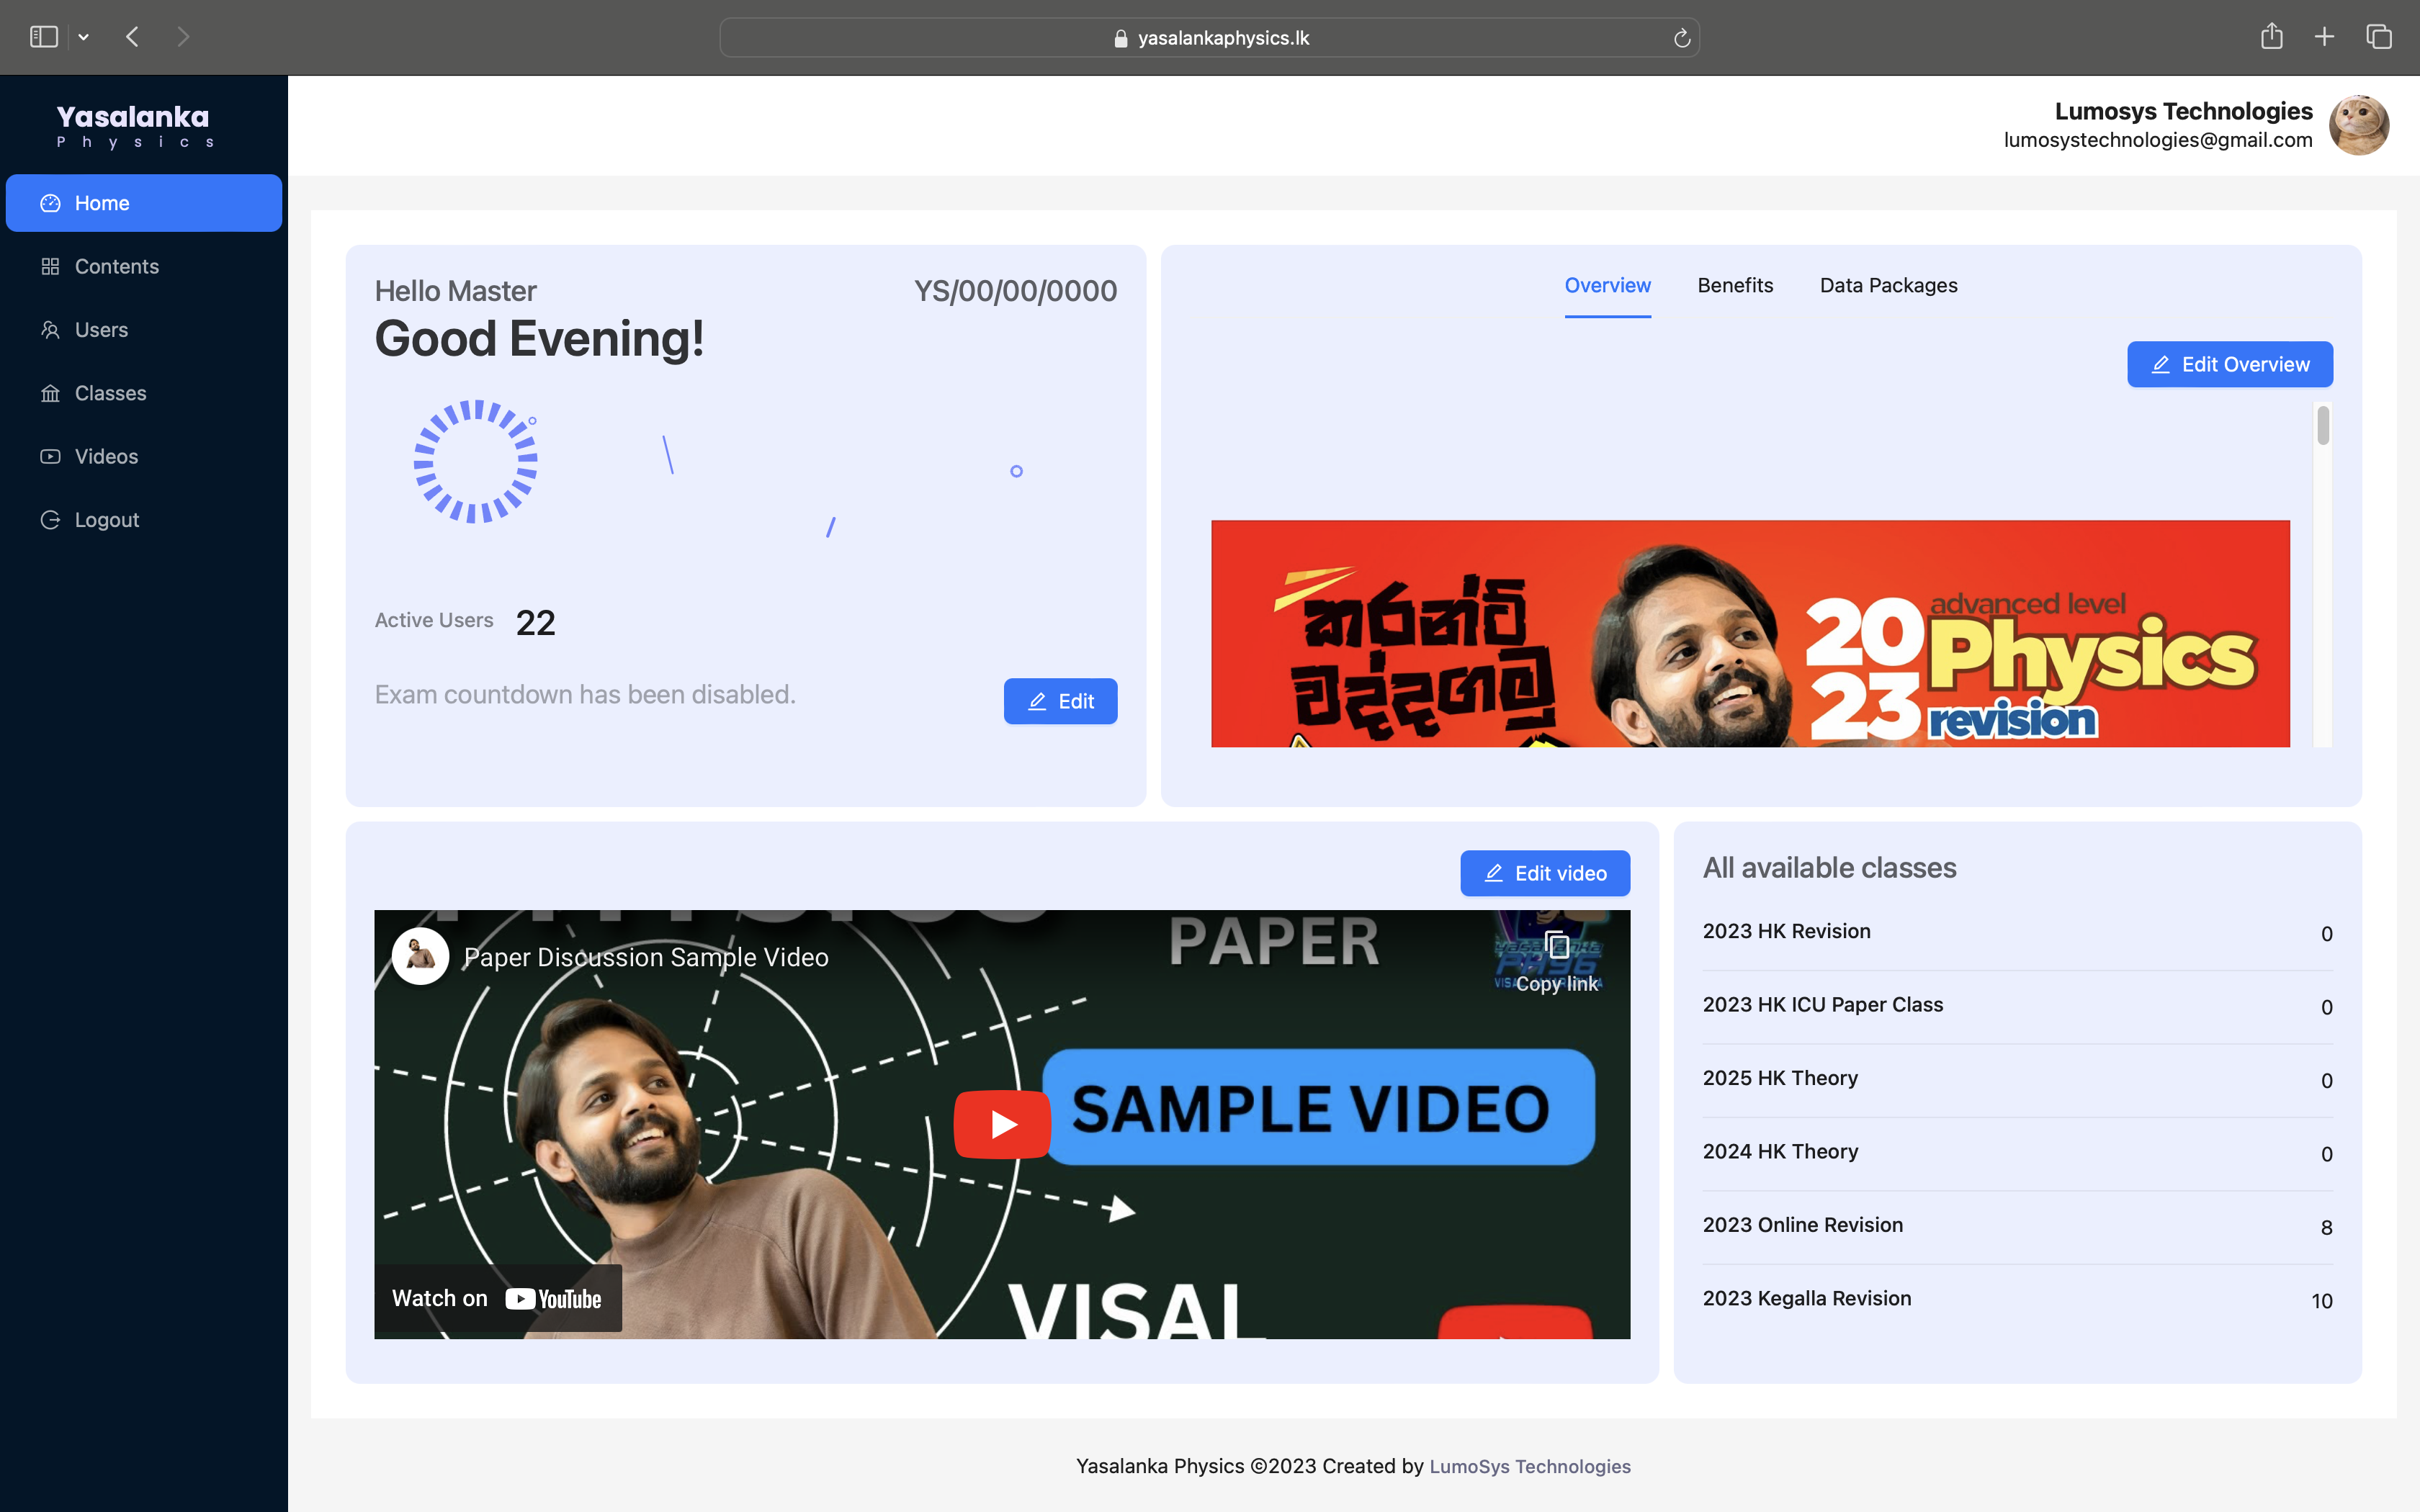 yasalankaphysics.lk
Yasalanka
Physics
Lumosys Technologies
lumosystechnologies@gmail.com
Home
Contents
Users
Classes
Videos
Logout
Hello Master
YS/00/00/0000
Good Evening!
Active Users 22
Exam countdown has been disabled.
Edit
Overview
Benefits
Data Packages
Edit Overview
කරන්ට්
වද්දගමු
2023
advanced level
Physics
revision
Edit video
Paper Discussion Sample Video
PHYSICS
PAPER
Copy link
SAMPLE VIDEO
VISAL
Watch on YouTube
All available classes
2023 HK Revision 0
2023 HK ICU Paper Class 0
2025 HK Theory 0
2024 HK Theory 0
2023 Online Revision 8
2023 Kegalla Revision 10
Yasalanka Physics ©2023 Created by LumoSys Technologies